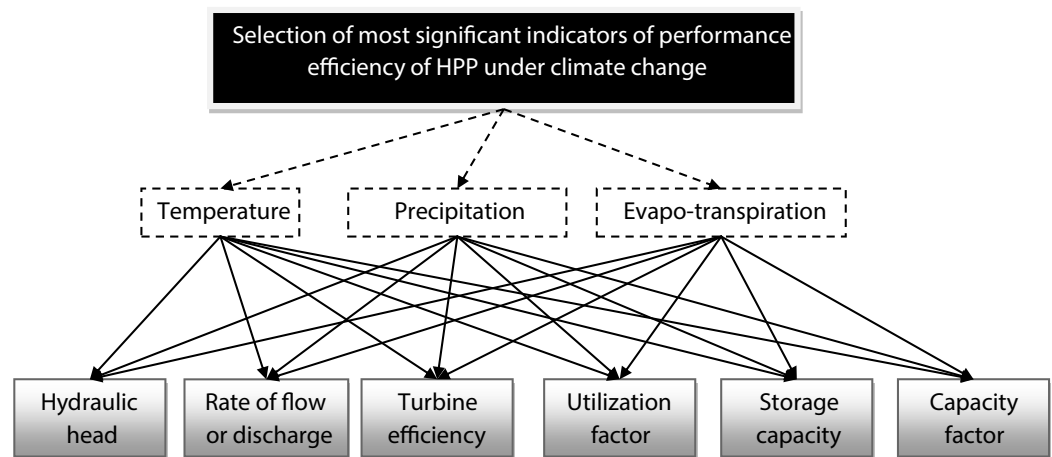 Selection of most significant indicators of performance
efficiency of HPP under climate change
Temperature
Precipitation
Evapo-transpiration
Hydraulic
head
Rate of flow
or discharge
Turbine
efficiency
Utilization
factor
Storage
capacity
Capacity
factor